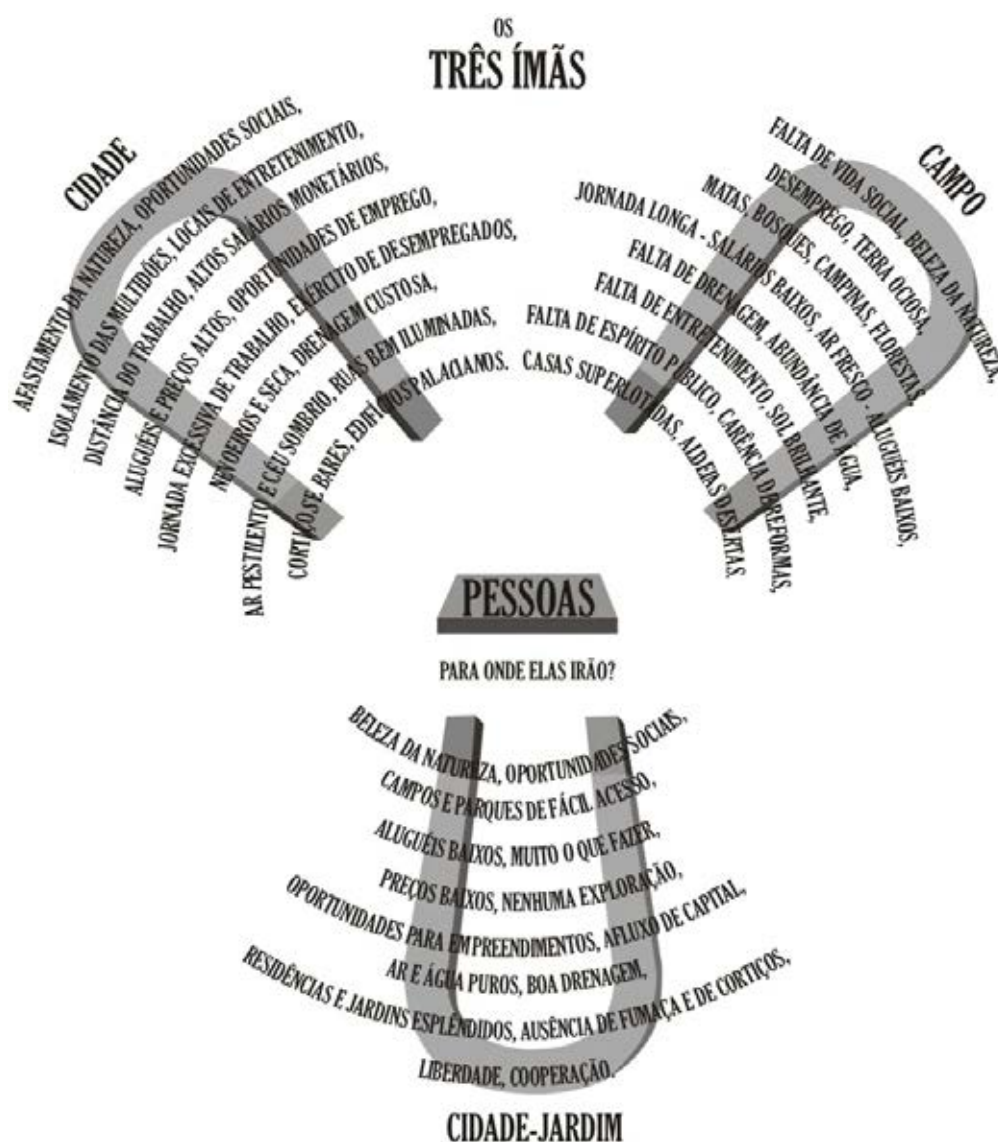 OS
TRÊS ÍMÃS
CIDADE
AFEASTAMENTO DA NATUREZA, OPORTUNIDADES SOCIAIS,
ISOLAMENTO DAS MULTIDÕES, LOCAIS DE ENTRETENIMENTO,
DISTÂNCIA DO TRABALHO, ALTOS SALÁRIOS MONETÁRIOS,
ALUGUÉIS E PREÇOS ALTOS, OPORTUNIDADES DE EMPREGO,
JORNADA EXCESSIVA DE TRABALHO, EXÉRCITO DE DESEMPREGADOS,
NEVOEIROS E SECA, DRENAGEM CUSTOSA,
AR PESTILENTO E CÉU SOMBRIO, RUAS BEM ILUMINADAS,
CORTIÇOS E BARES, EDIFÍCIOS PALACIANOS.
CAMPO
FALTA DE VIDA SOCIAL, BELEZA DA NATUREZA,
DESEMPREGO, TERRA OCIOSA,
MATAS, BOSQUES, CAMPINAS, FLORESTAS,
JORNADA LONGA - SALÁRIOS BAIXOS, AR FRESCO - ALUGUÉIS BAIXOS,
FALTA DE DRENAGEM, ABUNDÂNCIA DE ÁGUA,
FALTA DE ENTRETENIMENTO, SOL BRILHANTE,
FALTA DE ESPÍRITO PÚBLICO, CARÊNCIA DE REFORMAS,
CASAS SUPERLOTADAS, ALDEIAS DESERTAS.
PESSOAS
PARA ONDE ELAS IRÃO?
BELEZA DA NATUREZA, OPORTUNIDADES SOCIAIS,
CAMPOS E PARQUES DE FÁCIL ACESSO,
ALUGUÉIS BAIXOS, MUITO O QUE FAZER,
PREÇOS BAIXOS, NENHUMA EXPLORAÇÃO,
OPORTUNIDADES PARA EMPREENDIMENTOS, AFLUXO DE CAPITAL,
AR E ÁGUA PUROS, BOA DRENAGEM,
RESIDÊNCIAS E JARDINS ESPLÊNDIDOS, AUSÊNCIA DE FUMAÇA E DE CORTIÇOS,
LIBERDADE, COOPERAÇÃO.
CIDADE-JARDIM